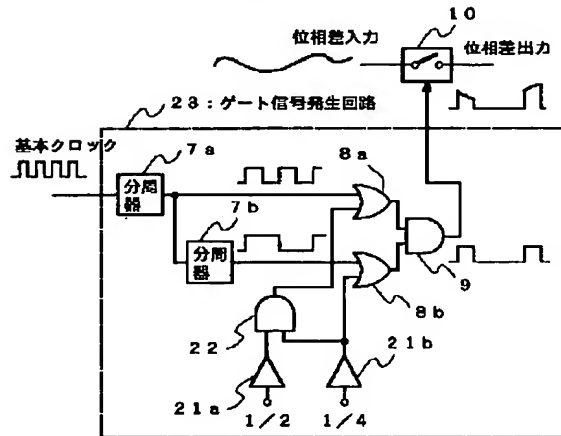 10
位相差入力
位相差出力
23：ゲート信号発生回路
基本クロック
7a
分周器
7b
分周器
8a
8b
9
22
21a
21b
1/2
1/4